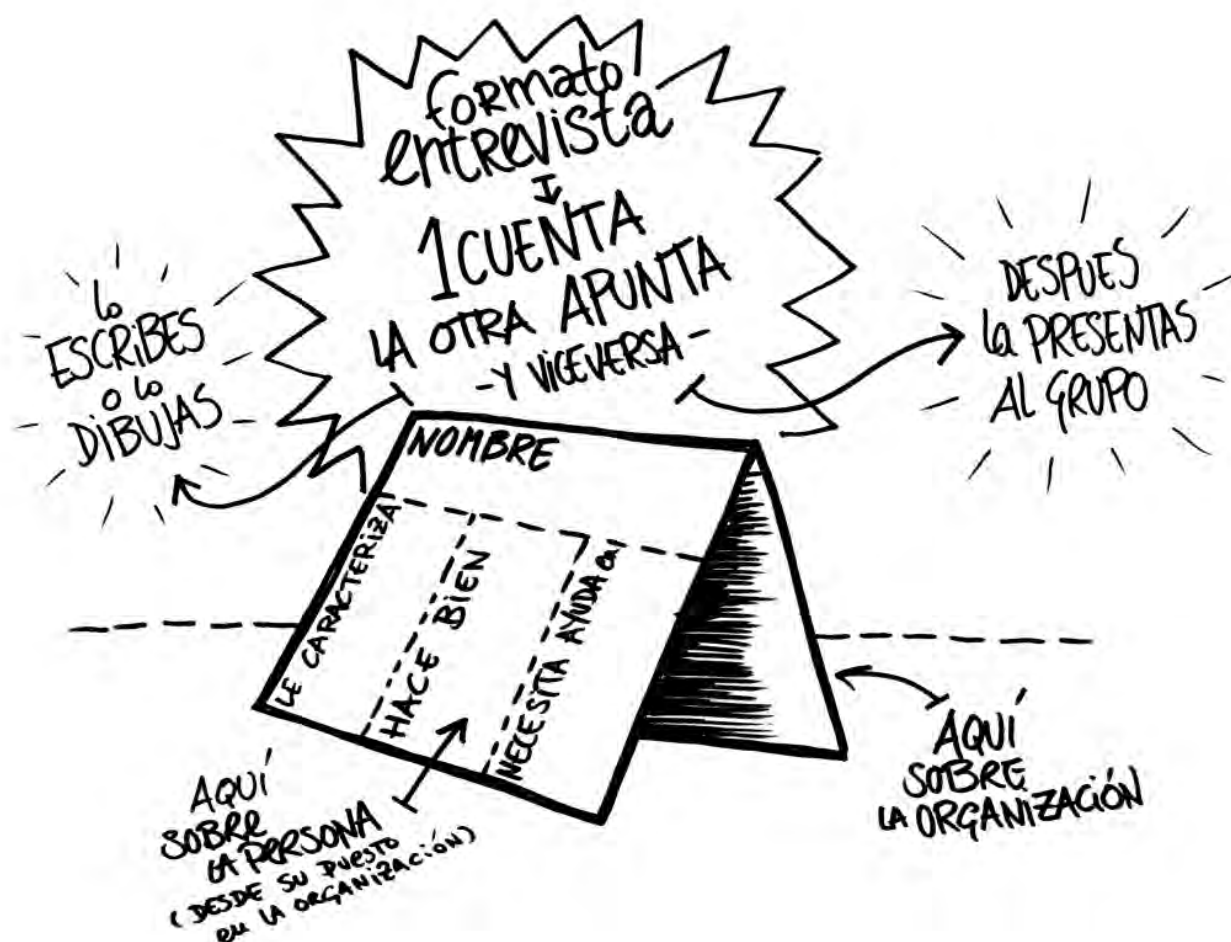 formato
entrevista
1 CUENTA
LA OTRA APUNTA
- Y VICEVERSA -
lo
ESCRIBES
o lo
DIBUJAS
DESPUES
la PRESENTAS
AL GRUPO
NOMBRE
LE CARACTERIZA
HACE BIEN
NECESITA AYUDA en
AQUÍ
SOBRE
LA PERSONA
(DESDE SU PUESTO
en LA ORGANIZACIÓN)
AQUÍ
SOBRE
LA ORGANIZACIÓN